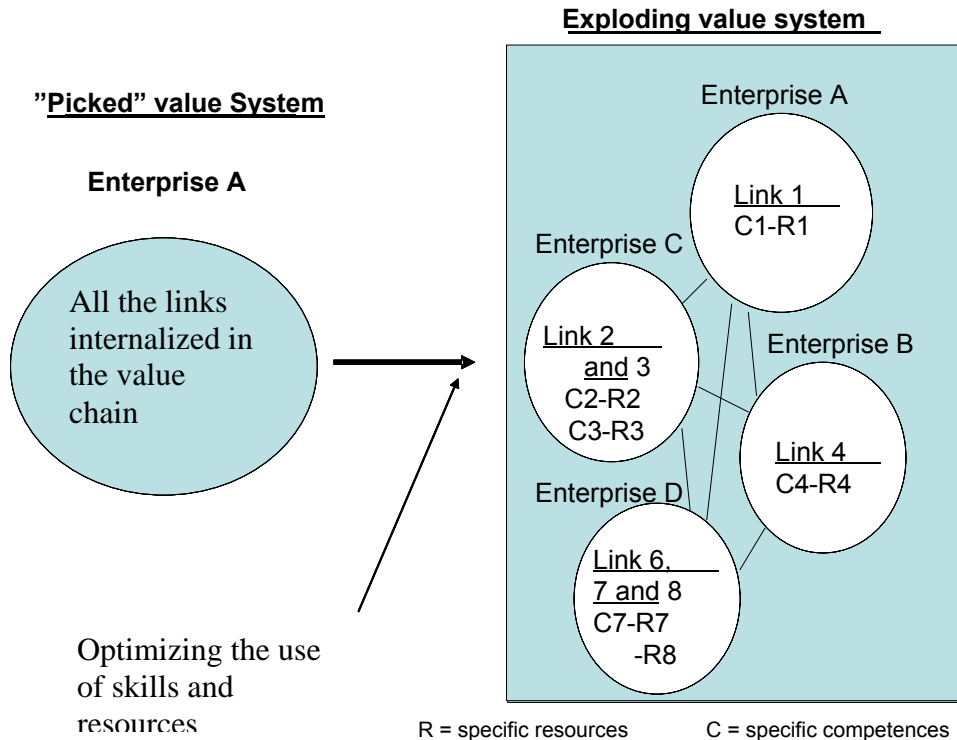 ”Picked” value System
Enterprise A
All the links
internalized in
the value
chain
Optimizing the use
of skills and
resources
Exploding value system
Enterprise A
Link 1
C1-R1
Enterprise C
Link 2
and 3
C2-R2
C3-R3
Enterprise B
Link 4
C4-R4
Enterprise D
Link 6,
7 and 8
C7-R7
-R8
R = specific resources C = specific competences